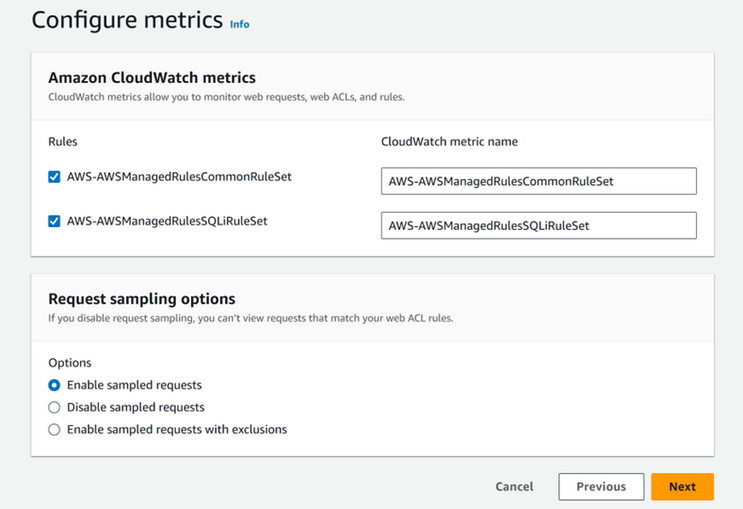 Configure metrics Info
Amazon CloudWatch metrics
CloudWatch metrics allow you to monitor web requests, web ACLs, and rules.
Rules
CloudWatch metric name
AWS-AWSManagedRulesCommonRuleSet
AWS-AWSManagedRulesCommonRuleSet
AWS-AWSManagedRulesSQLiRuleSet
AWS-AWSManagedRulesSQLiRuleSet
Request sampling options
If you disable request sampling, you can't view requests that match your web ACL rules.
Options
Enable sampled requests
Disable sampled requests
Enable sampled requests with exclusions
Cancel
Previous
Next